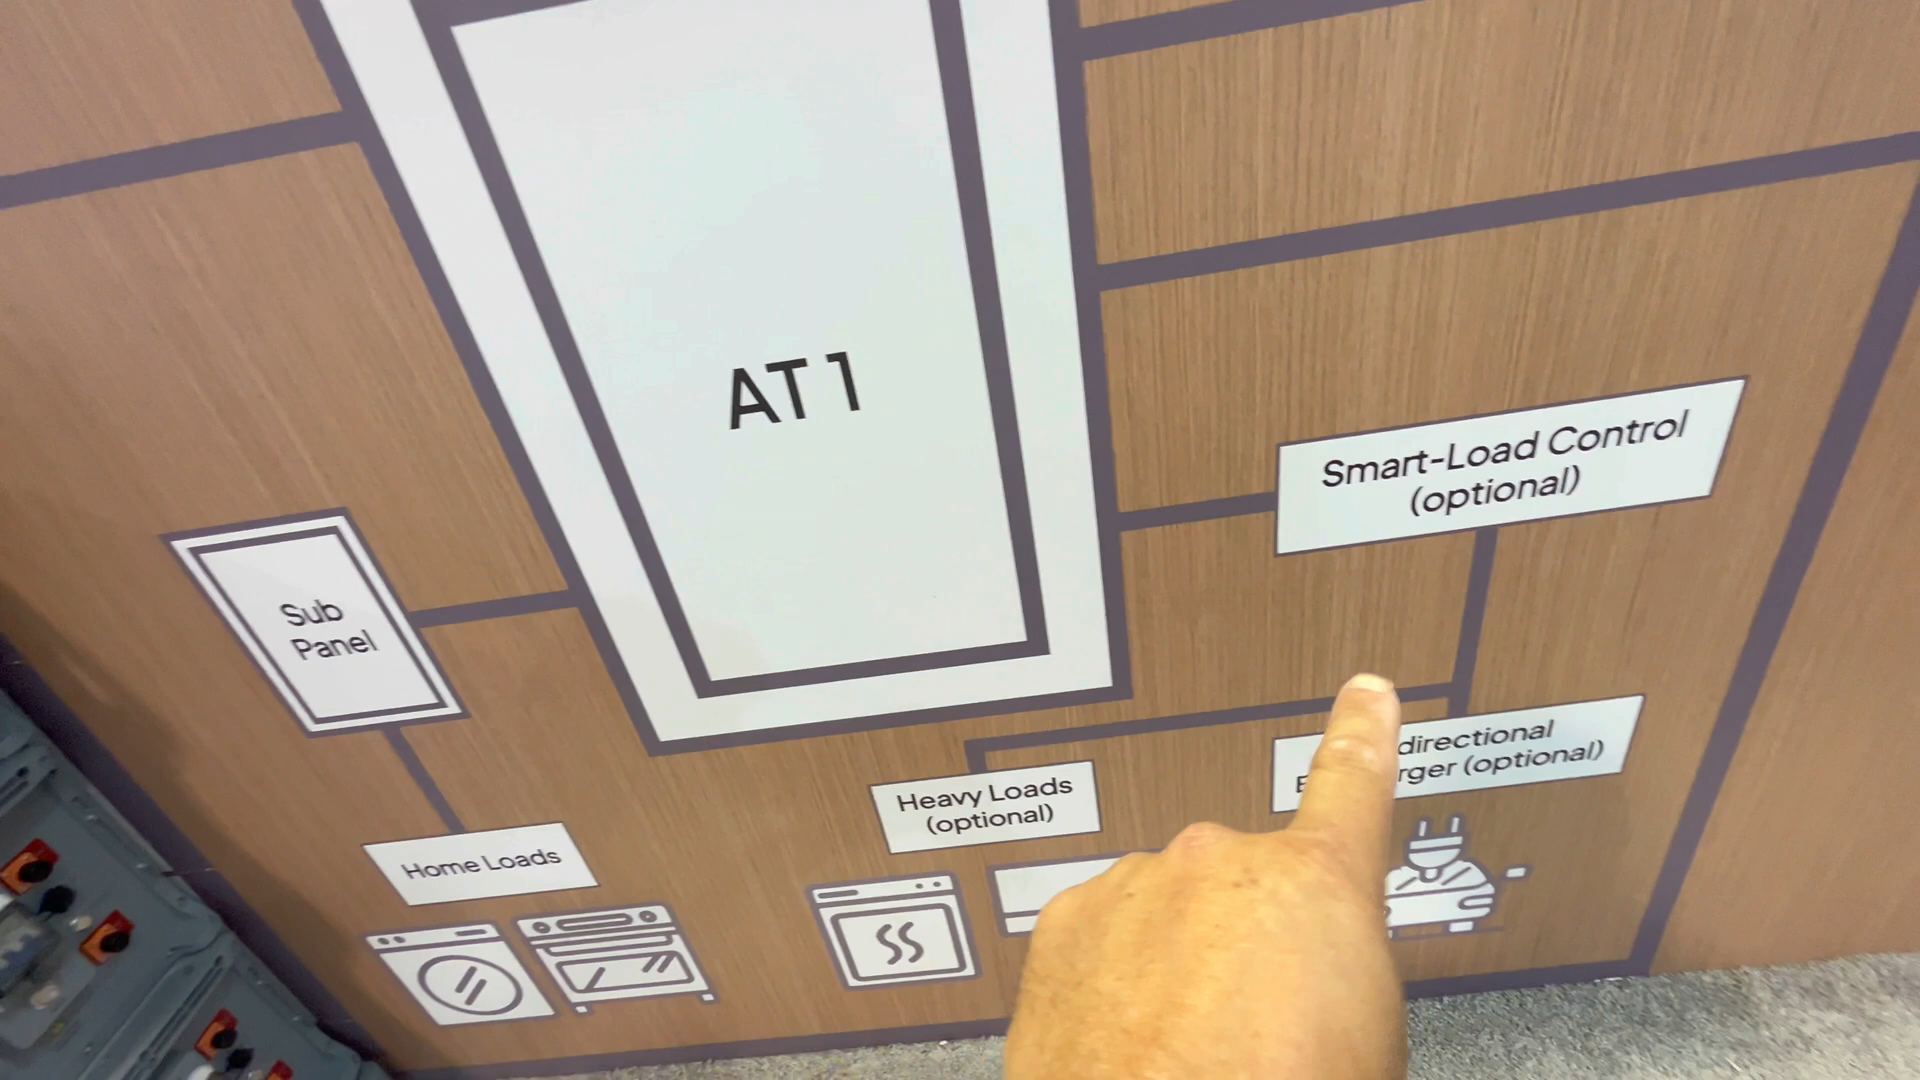 AT1
Smart-Load Control
(optional)
Sub
Panel
directional
(optional)
Heavy Loads
(optional)
Home Loads